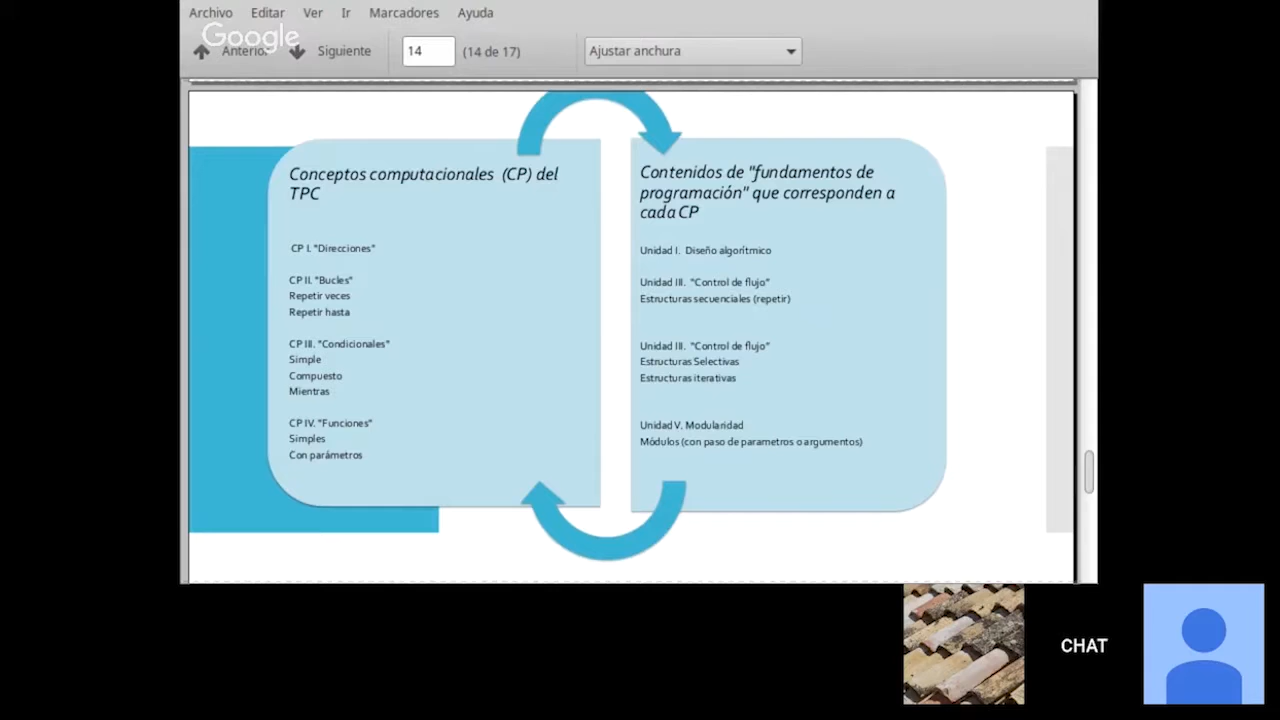 Archivo Editar Ver Ir Marcadores Ayuda
Google
Anterior Siguiente 14 (14 de 17) Ajustar anchura
Conceptos computacionales (CP) del
TPC
CP I. "Direcciones"
CP II. "Bucles"
Repetir veces
Repetir hasta
CP III. "Condicionales"
Simple
Compuesto
Mientras
CP IV. "Funciones"
Simples
Con parámetros
Contenidos de "fundamentos de
programación" que corresponden a
cada CP
Unidad I. Diseño algorítmico
Unidad III. "Control de flujo"
Estructuras secuenciales (repetir)
Unidad III. "Control de flujo"
Estructuras Selectivas
Estructuras iterativas
Unidad V. Modularidad
Módulos (con paso de parametros o argumentos)
CHAT